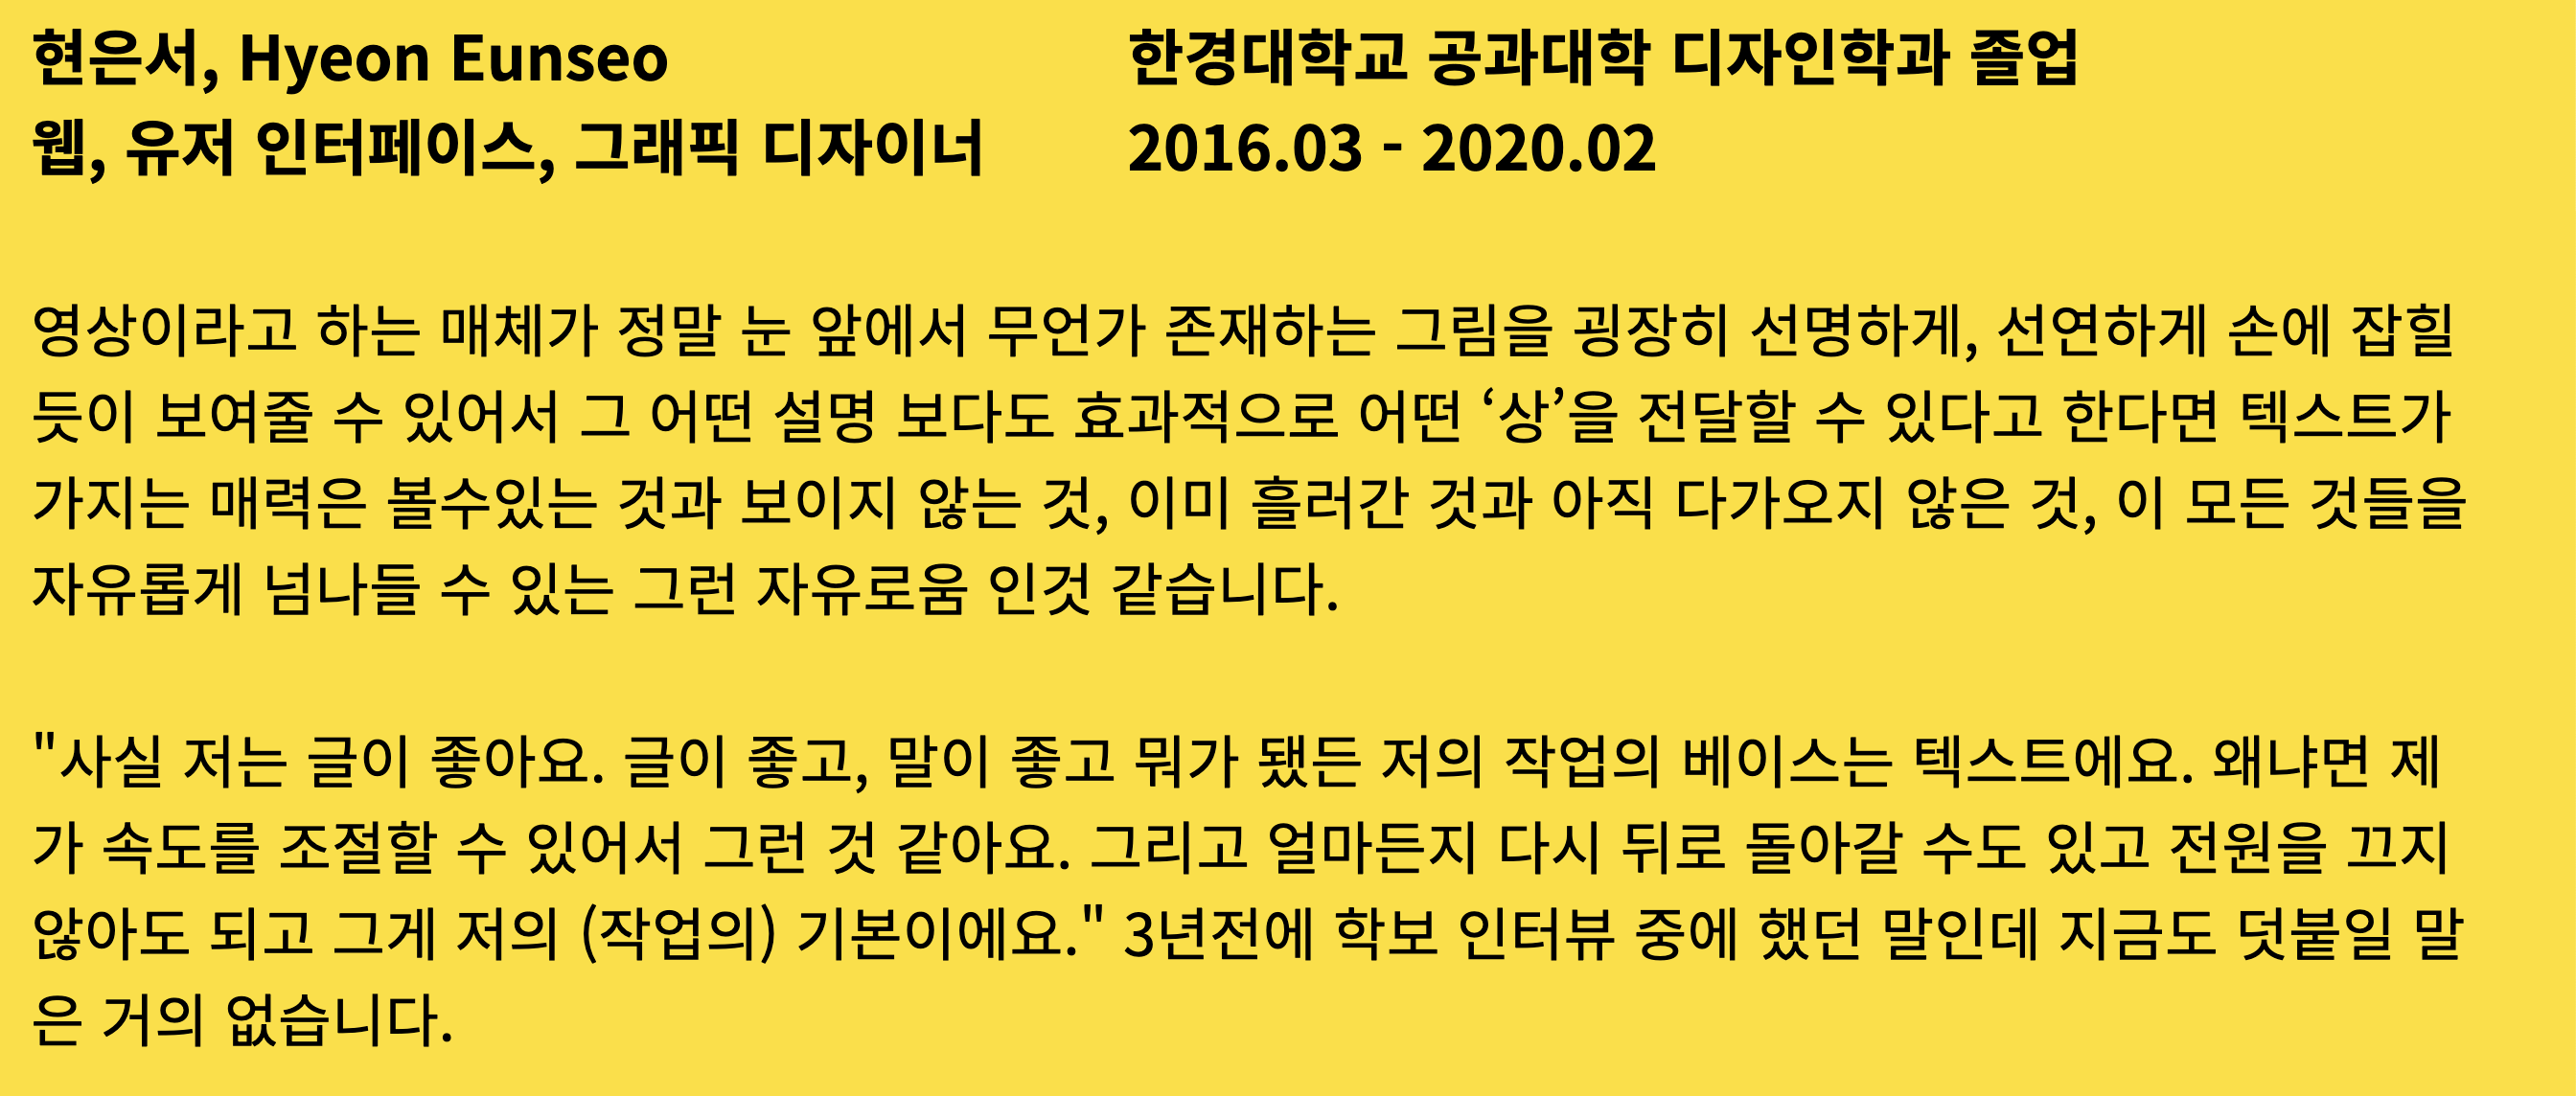 현은서, Hyeon Eunseo
웹, 유저 인터페이스, 그래픽 디자이너
한경대학교 공과대학 디자인학과 졸업
2016.03 - 2020.02
영상이라고 하는 매체가 정말 눈 앞에서 무언가 존재하는 그림을 굉장히 선명하게, 선연하게 손에 잡힐
듯이 보여줄 수 있어서 그 어떤 설명 보다도 효과적으로 어떤 ‘상’을 전달할 수 있다고 한다면 텍스트가
가지는 매력은 볼수있는 것과 보이지 않는 것, 이미 흘러간 것과 아직 다가오지 않은 것, 이 모든 것들을
자유롭게 넘나들 수 있는 그런 자유로움 인것 같습니다.
"사실 저는 글이 좋아요. 글이 좋고, 말이 좋고 뭐가 됐든 저의 작업의 베이스는 텍스트에요. 왜냐면 제
가 속도를 조절할 수 있어서 그런 것 같아요. 그리고 얼마든지 다시 뒤로 돌아갈 수도 있고 전원을 끄지
않아도 되고 그게 저의 (작업의) 기본이에요." 3년전에 학보 인터뷰 중에 했던 말인데 지금도 덧붙일 말
은 거의 없습니다.